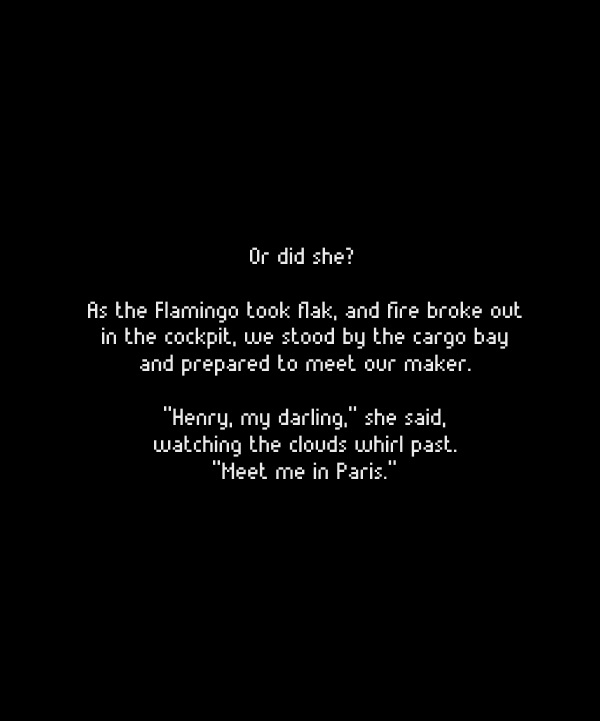 Or did she?
As the Flamingo took flak, and fire broke out
in the cockpit, we stood by the cargo bay
and prepared to meet our maker.
"Henry, my darling," she said,
watching the clouds whirl past.
"Meet me in Paris."